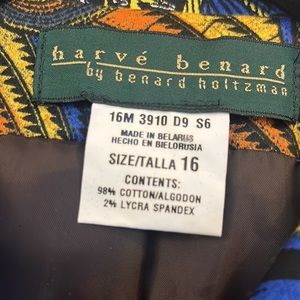 harvé benard
by benard holtzman
16M 3910 D9 S6
MADE IN BELARUS
HECHO EN BIELORUSIA
SIZE/TALLA 16
CONTENTS:
98% COTTON/ALGODON
2% LYCRA SPANDEX